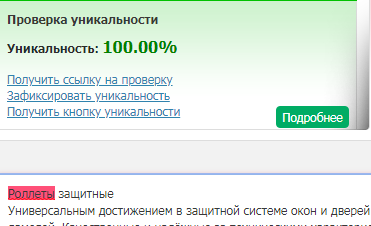 Проверка уникальности
Уникальность: 100.00%
Получить ссылку на проверку
Зафиксировать уникальность
Получить кнопку уникальности
Подробнее
Роллеты защитные
Универсальным достижением в защитной системе окон и дверей